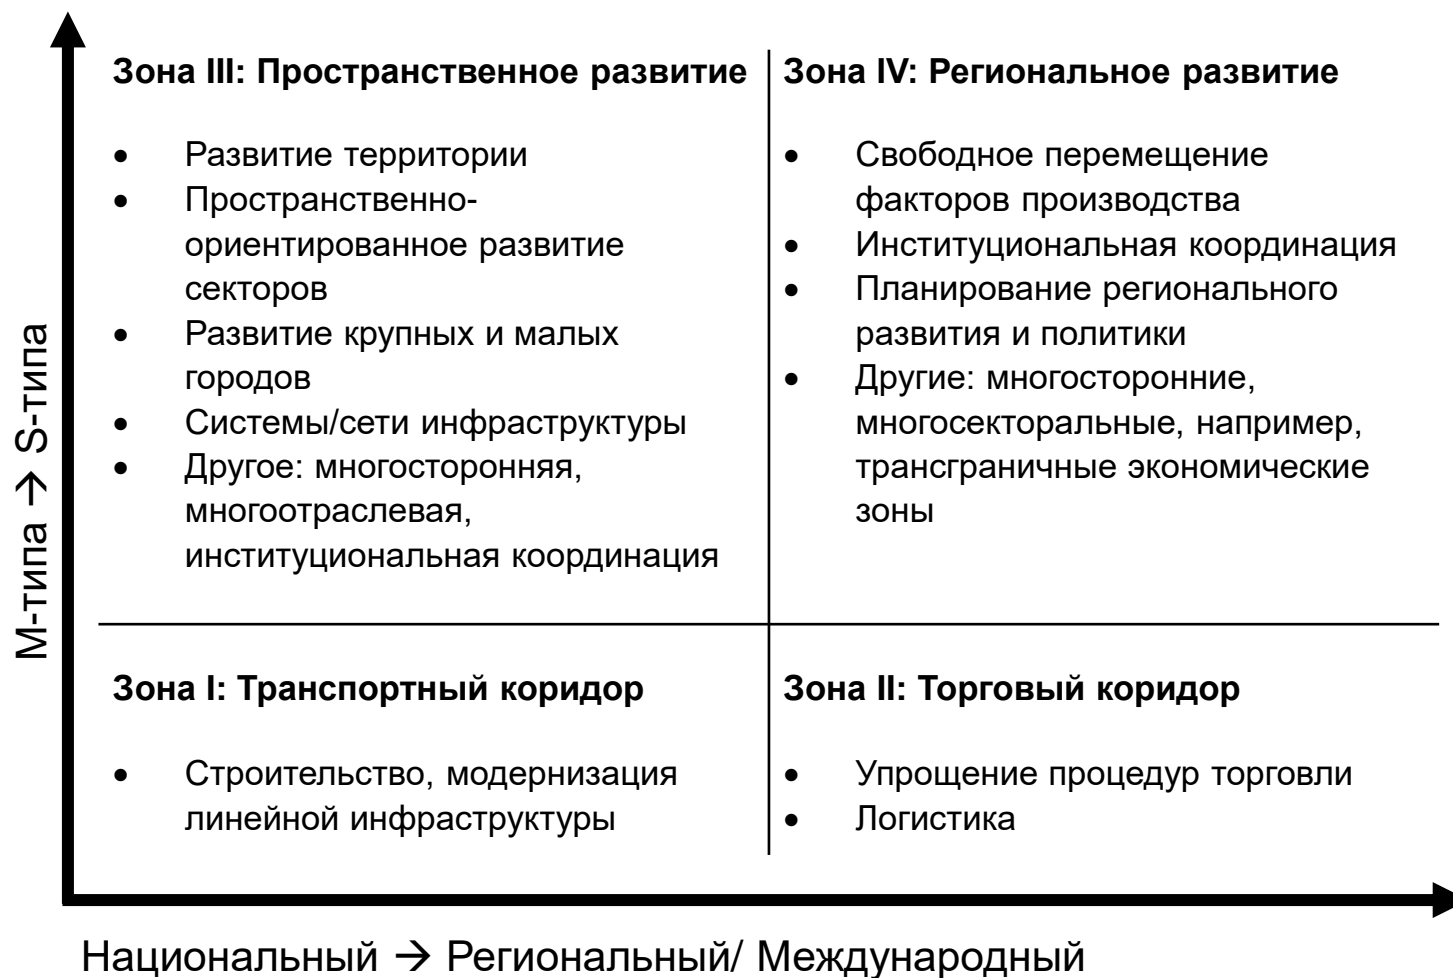 Зона III: Пространственное развитие
• Развитие территории
• Пространственно-
ориентированное развитие
секторов
• Развитие крупных и малых
городов
• Системы/сети инфраструктуры
• Другое: многосторонняя,
многоотраслевая,
институциональная координация
Зона IV: Региональное развитие
• Свободное перемещение
факторов производства
• Институциональная координация
• Планирование регионального
развития и политики
• Другие: многосторонние,
многосекторальные, например,
трансграничные экономические
зоны
М-типа → S-типа
Зона I: Транспортный коридор
• Строительство, модернизация
линейной инфраструктуры
Зона II: Торговый коридор
• Упрощение процедур торговли
• Логистика
Национальный → Региональный/ Международный